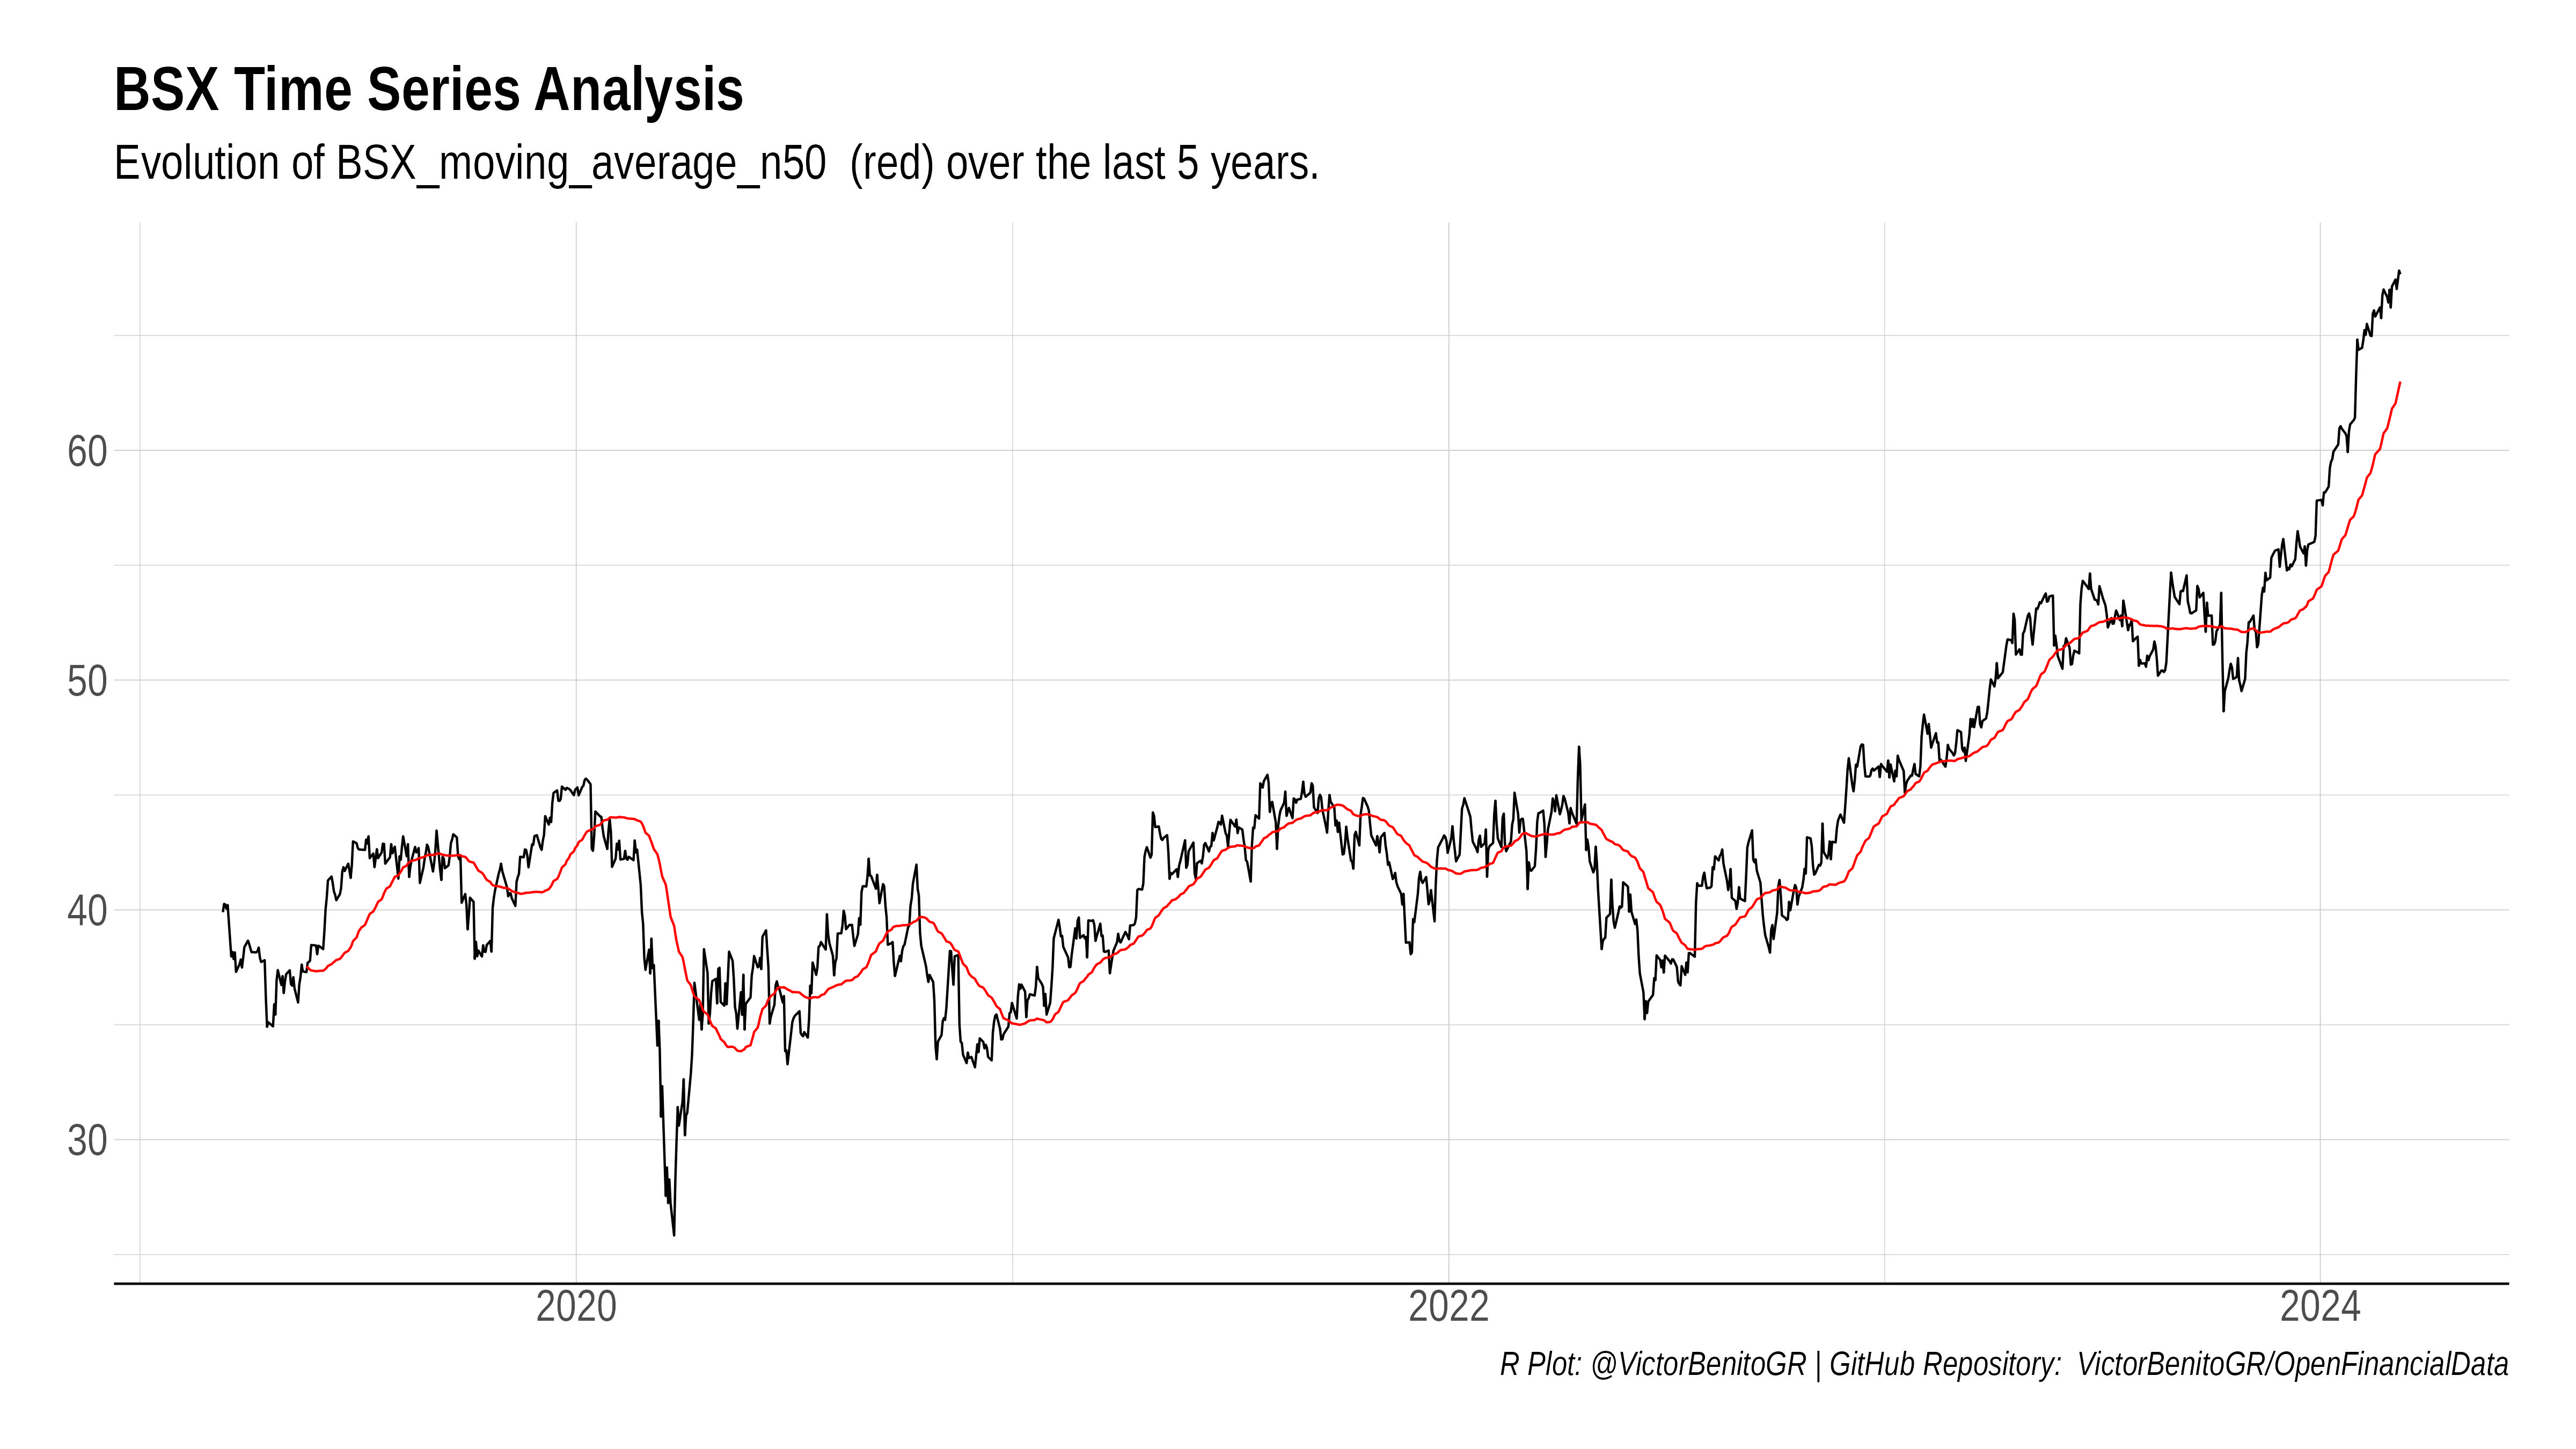 BSX Time Series Analysis
Evolution of BSX_moving_average_n50  (red) over the last 5 years.
60
50
40
30
2020 2022 2024
R Plot: @VictorBenitoGR | GitHub Repository:  VictorBenitoGR/OpenFinancialData